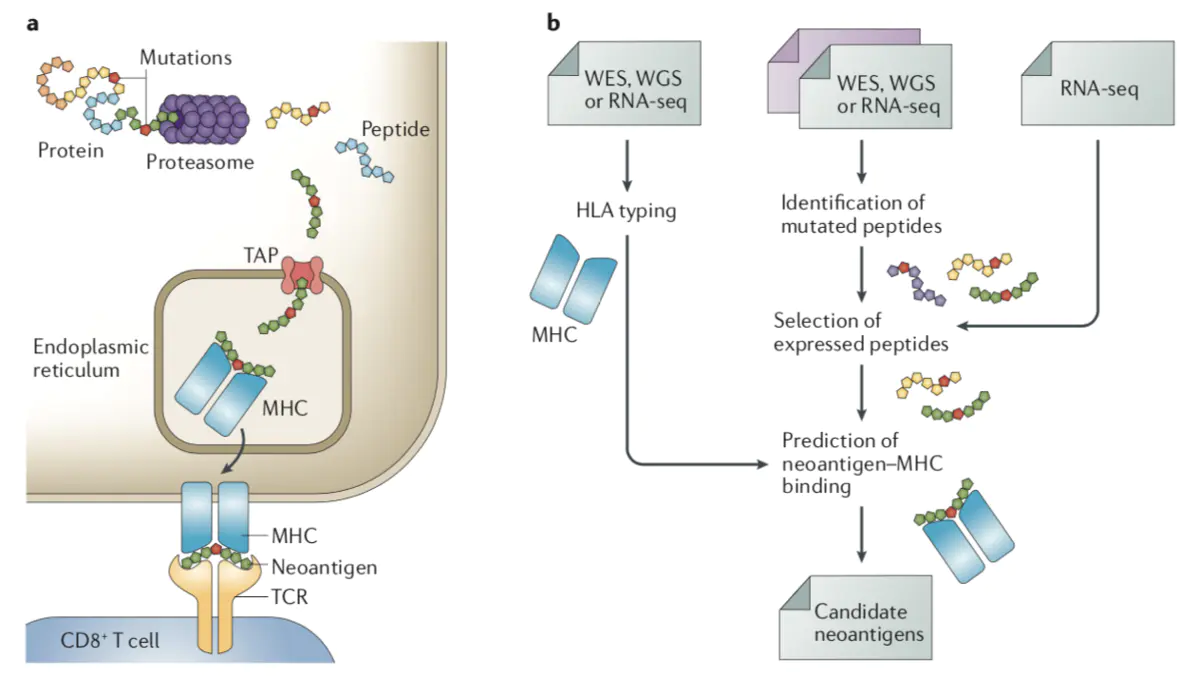 a
Mutations
Protein
Proteasome
Peptide
TAP
Endoplasmic
reticulum
MHC
MHC
Neoantigen
TCR
CD8⁺ T cell
b
WES, WGS
or RNA-seq
WES, WGS
or RNA-seq
RNA-seq
HLA typing
Identification of
mutated peptides
MHC
Selection of
expressed peptides
Prediction of
neoantigen–MHC
binding
Candidate
neoantigens